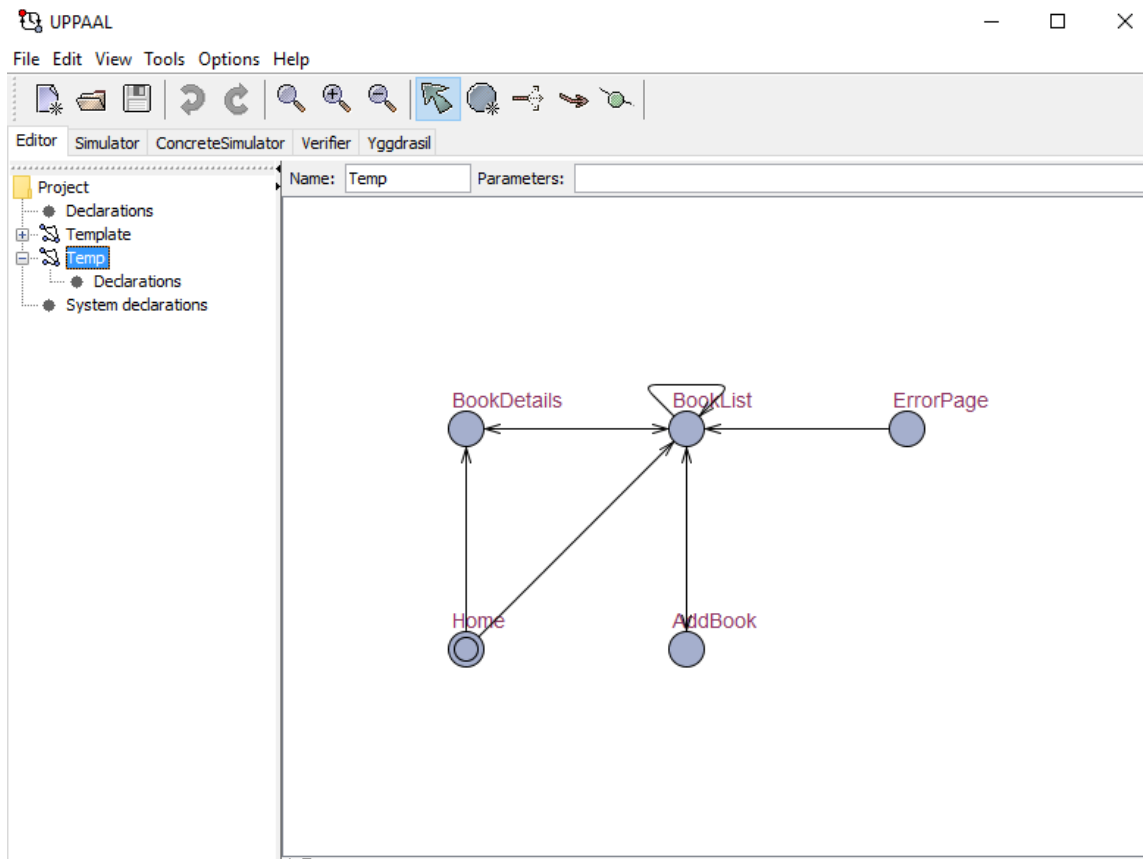 UPPAAL
File Edit View Tools Options Help
Editor Simulator ConcreteSimulator Verifier Yggdrasil
Name: Temp Parameters:
Project
Declarations
Template
Temp
Declarations
System declarations
BookDetails BookList ErrorPage
Home AddBook